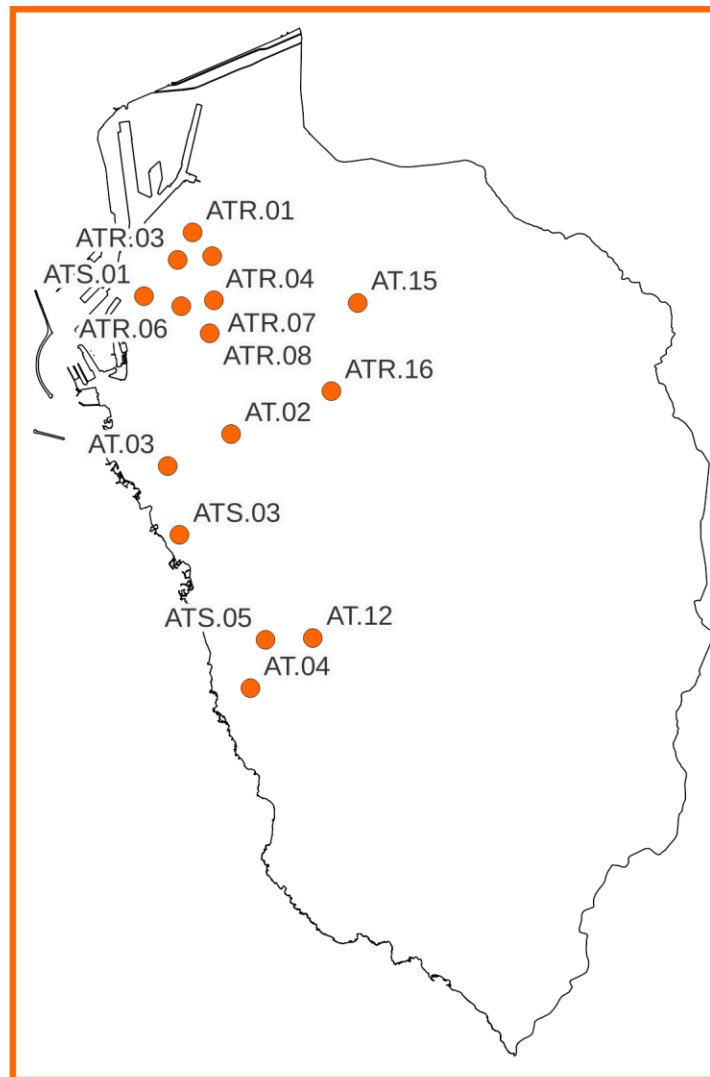 ATR.01
ATR.03
ATS.01
ATR.04
AT.15
ATR.06
ATR.07
ATR.08
ATR.16
AT.02
AT.03
ATS.03
ATS.05
AT.12
AT.04